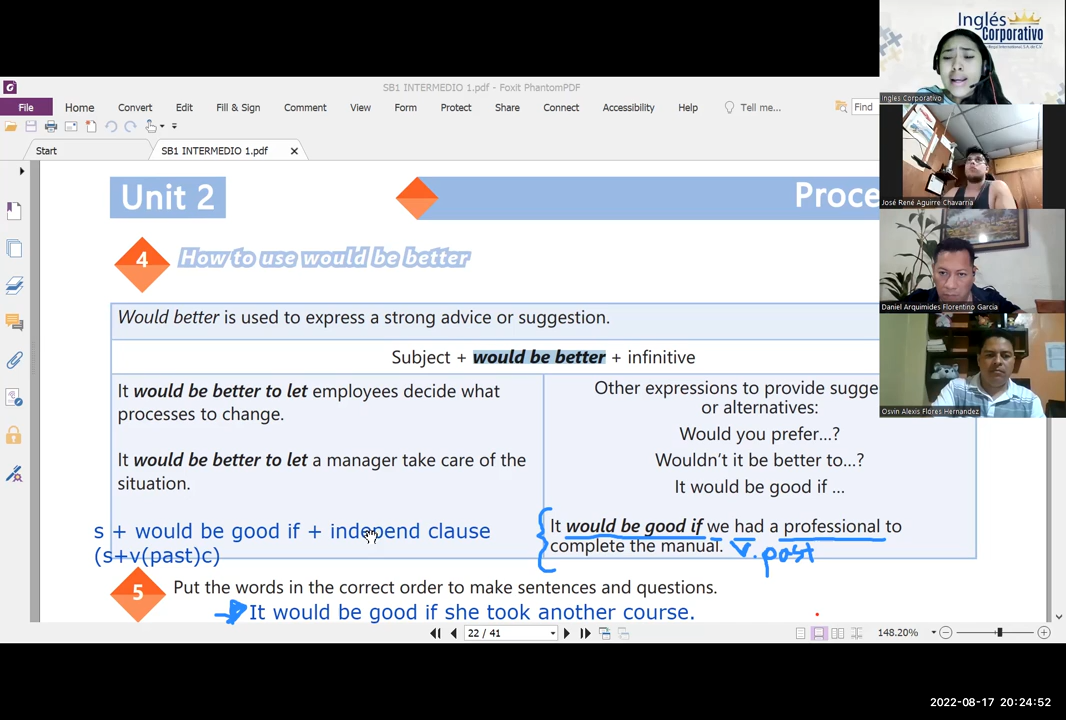 Inglés
Corporativo
Royal International S.A. de C.V.
Inglés Corporativo
SB1 INTERMEDIO 1.pdf - Foxit PhantomPDF
File Home Convert Edit Fill & Sign Comment View Form Protect Share Connect Accessibility Help Tell me... Find
José René Aguirre Chavarria
Start SB1 INTERMEDIO 1.pdf
Unit 2
Proce
4 How to use would be better
Would better is used to express a strong advice or suggestion.
Daniel Arquimides Florentino García
Subject + would be better + infinitive
It would be better to let employees decide what
processes to change.
It would be better to let a manager take care of the
situation.
Other expressions to provide sugge
or alternatives:
Would you prefer...?
Wouldn't it be better to...?
It would be good if ...
Osvin Alexis Flores Hernandez
s + would be good if + independ clause
(s+v(past)c)
It would be good if we had a professional to
complete the manual.
v. past
5 Put the words in the correct order to make sentences and questions.
It would be good if she took another course.
22 / 41
148.20%
2022-08-17 20:24:52